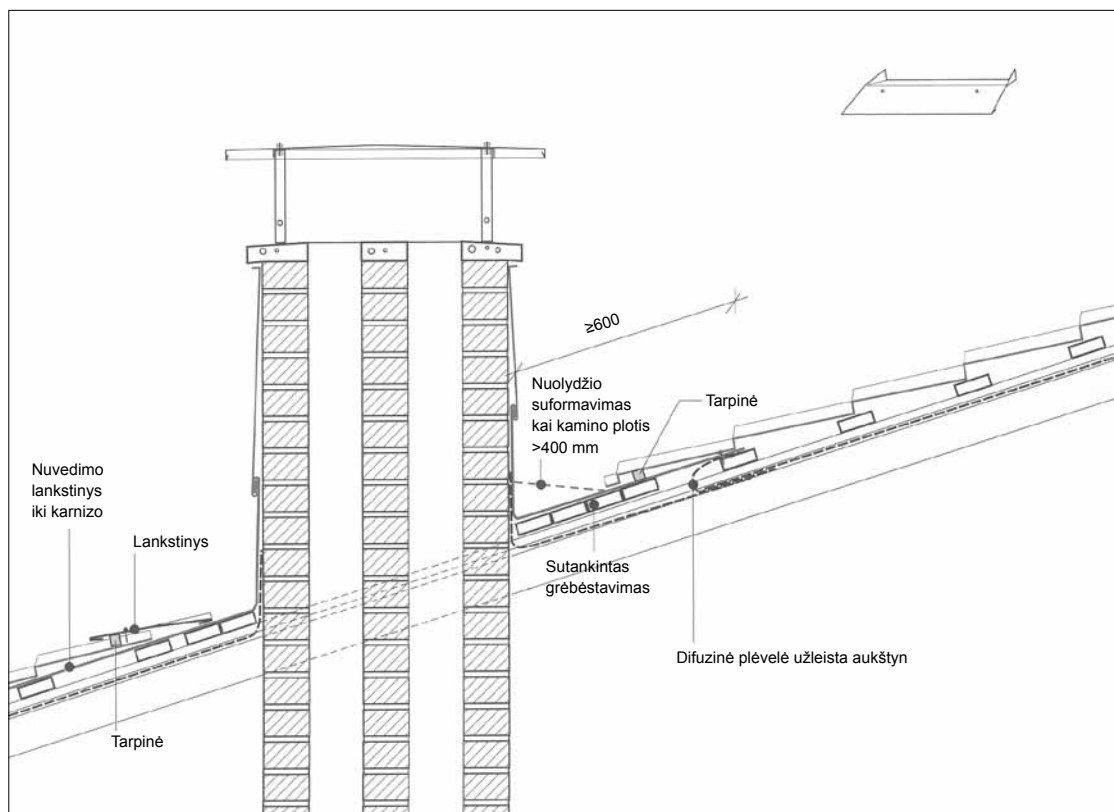 ≥600
Nuolydžio
suformavimas
kai kamino plotis
>400 mm
Tarpinė
Nuvedimo
lankstinys
iki karnizo
Lankstinys
Sutankintas
grėbėstavimas
Difuzinė plėvelė užleista aukštyn
Tarpinė